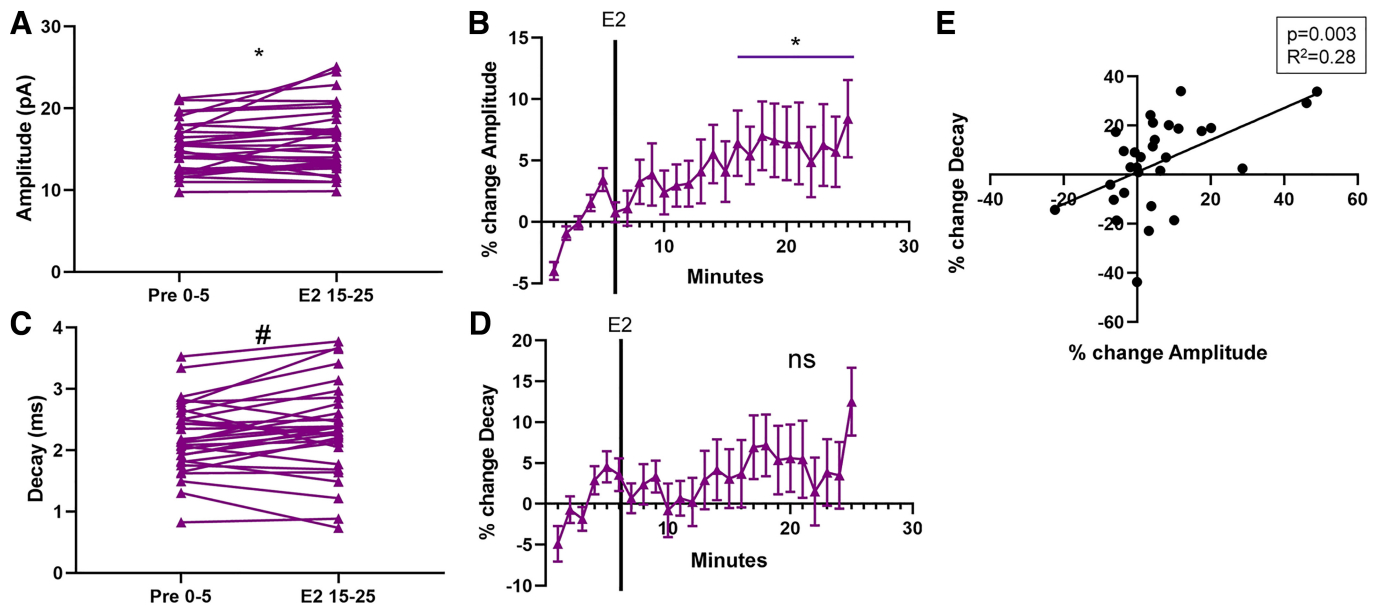 A
Amplitude (pA)
30
20
10
0
*
Pre 0-5
E2 15-25
B
E2
% change Amplitude
15
10
5
0
-5
*
10
20
30
Minutes
C
Decay (ms)
4
3
2
1
0
#
Pre 0-5
E2 15-25
D
E2
% change Decay
20
15
10
5
0
-5
-10
ns
10
20
30
Minutes
E
p=0.003
R²=0.28
% change Decay
40
20
-20
-40
-60
-40
-20
20
40
60
% change Amplitude